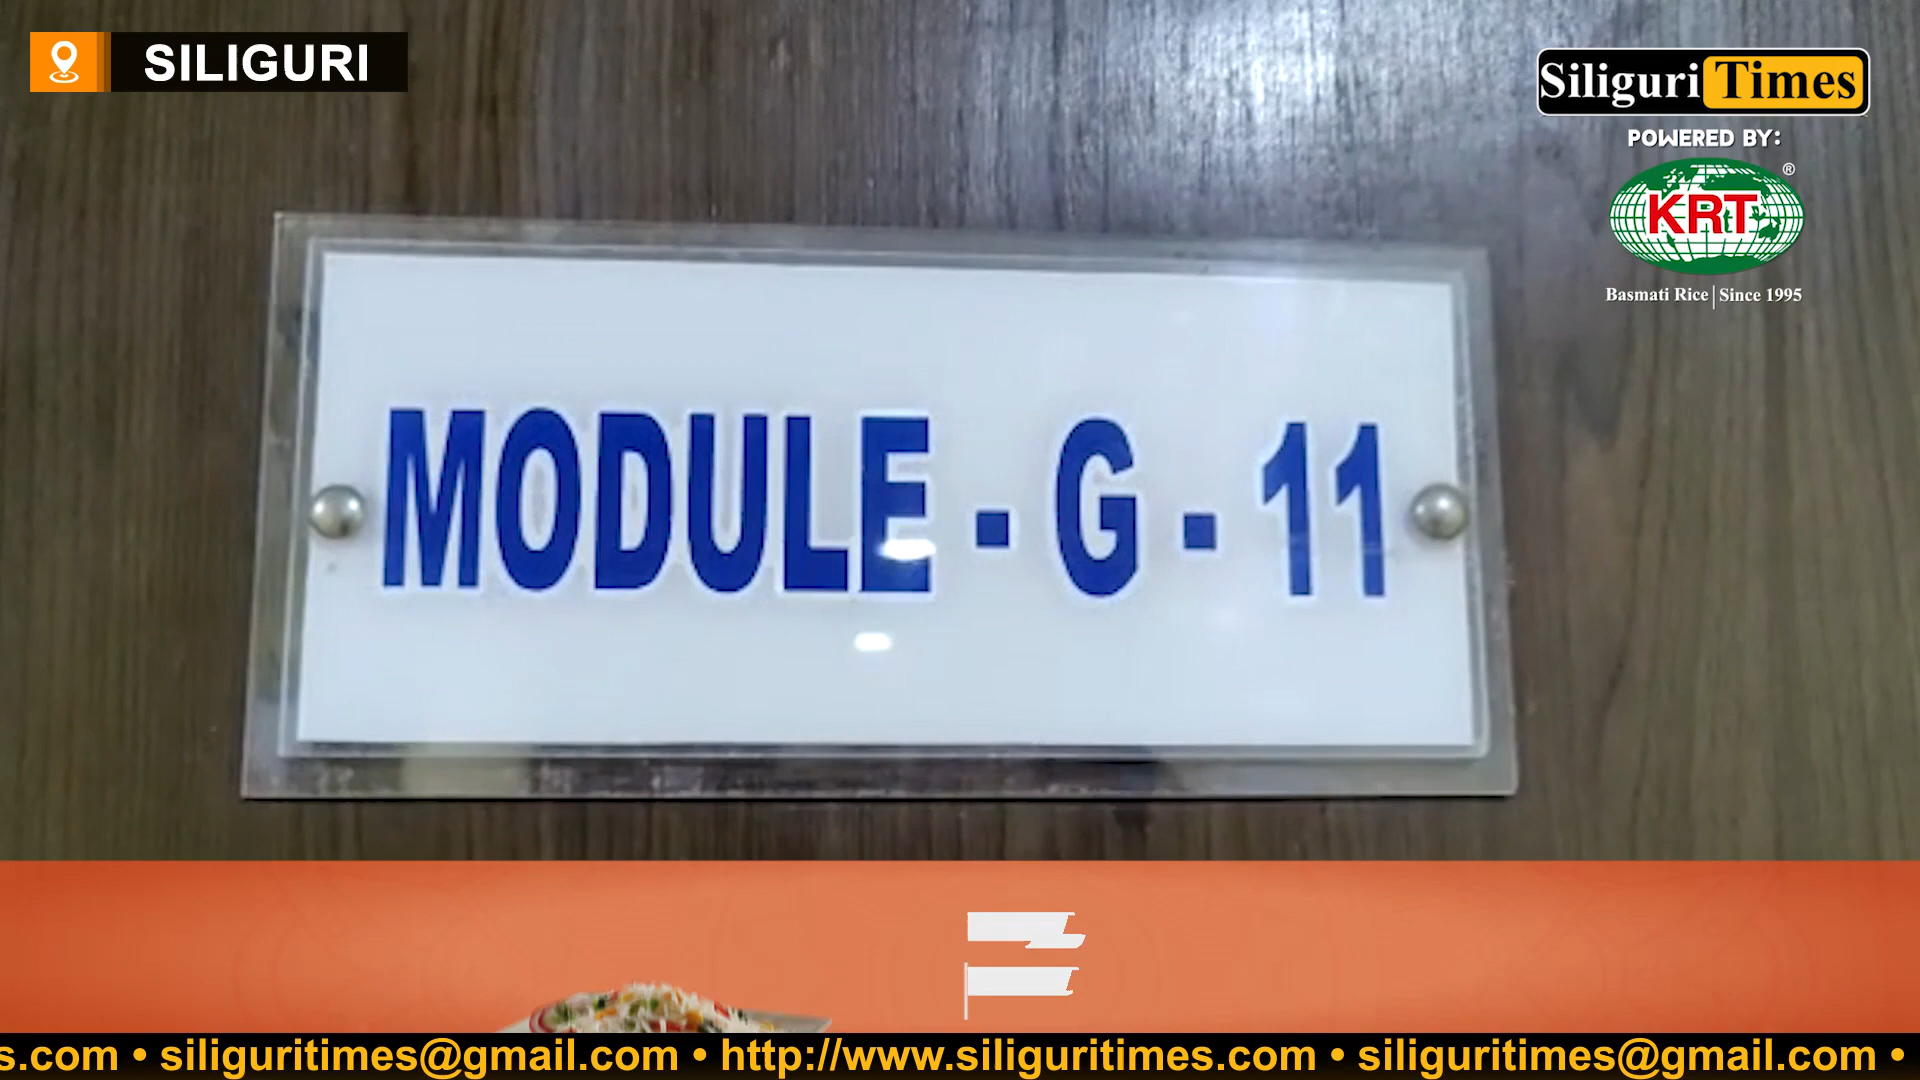 SILIGURI
Siliguri Times
POWERED BY:
KRT®
Basmati Rice | Since 1995
MODULE - G - 11
s.com • siliguritimes@gmail.com • http://www.siliguritimes.com • siliguritimes@gmail.com •